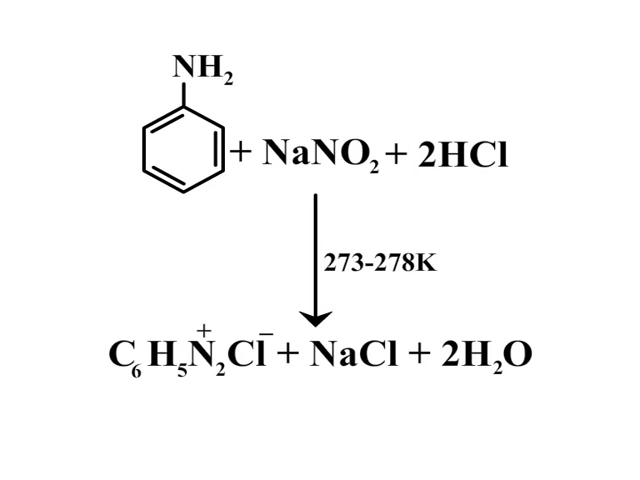 NH₂
+ NaNO₂ + 2HCl
273-278K
C₆H₅N₂⁺Cl⁻ + NaCl + 2H₂O